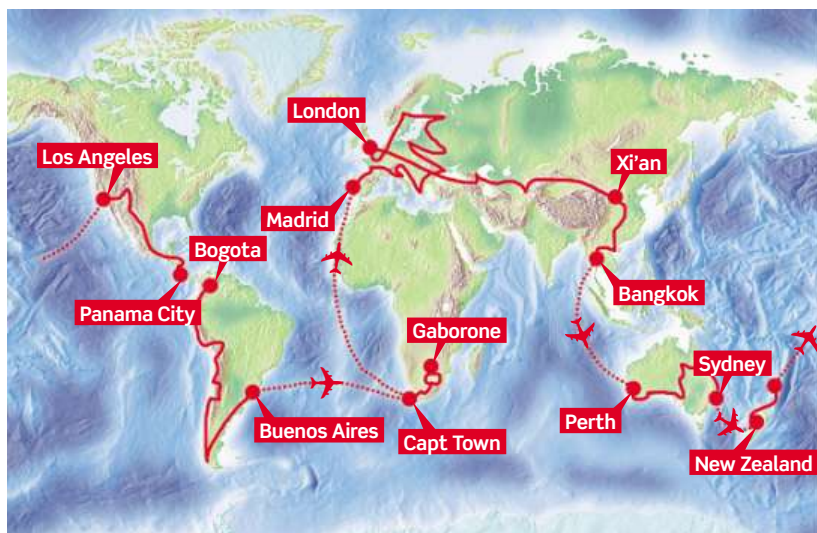 London
Los Angeles
Xi'an
Madrid
Bogota
Bangkok
Panama City
Gaborone
Sydney
Perth
Buenos Aires
Capt Town
New Zealand